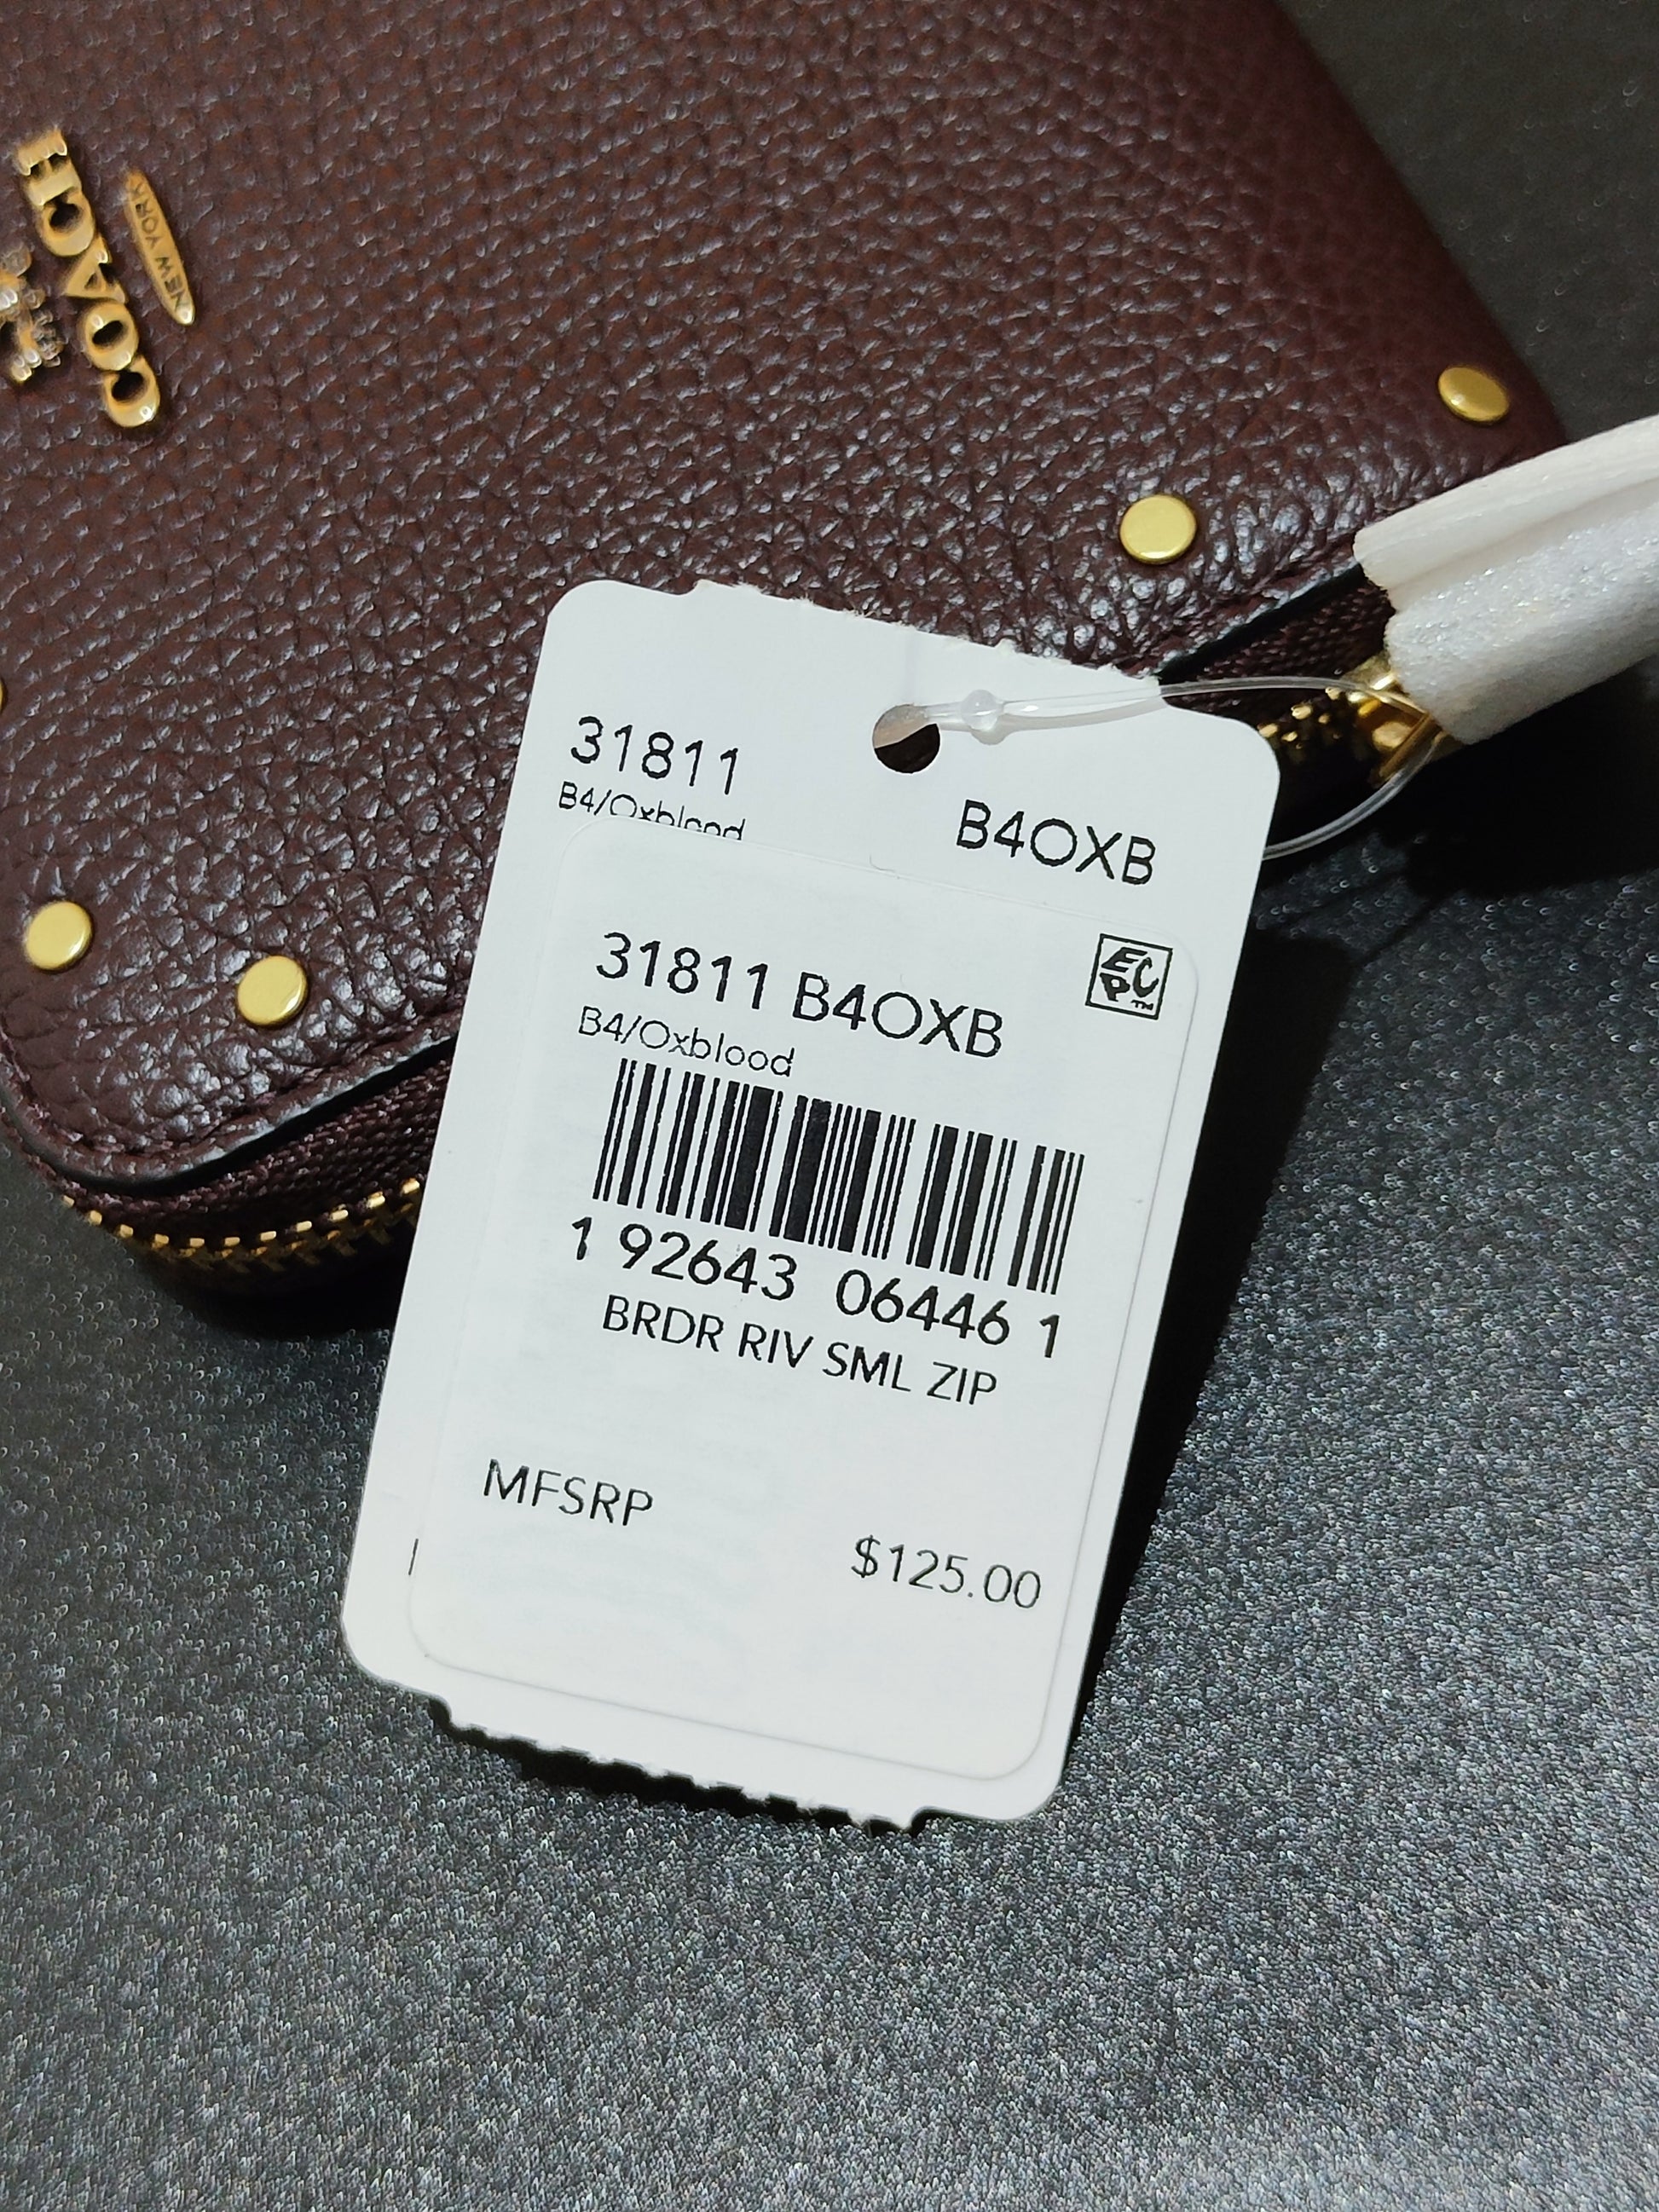 COACH
NEW YORK
31811
B4/Oxblood
B4OXB
31811 B4OXB
ECP™
B4/Oxblood
1 92643 06446 1
BRDR RIV SML ZIP
MFSRP
$125.00